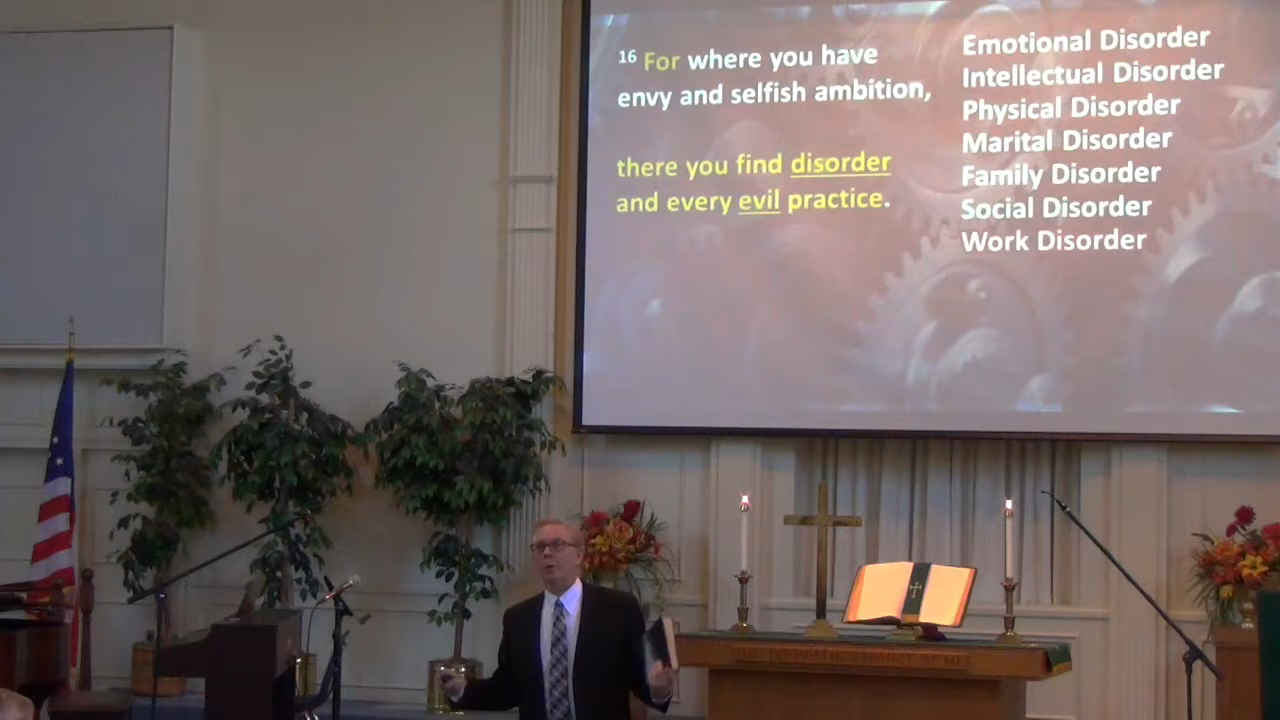 16 For where you have
envy and selfish ambition,
there you find disorder
and every evil practice.
Emotional Disorder
Intellectual Disorder
Physical Disorder
Marital Disorder
Family Disorder
Social Disorder
Work Disorder